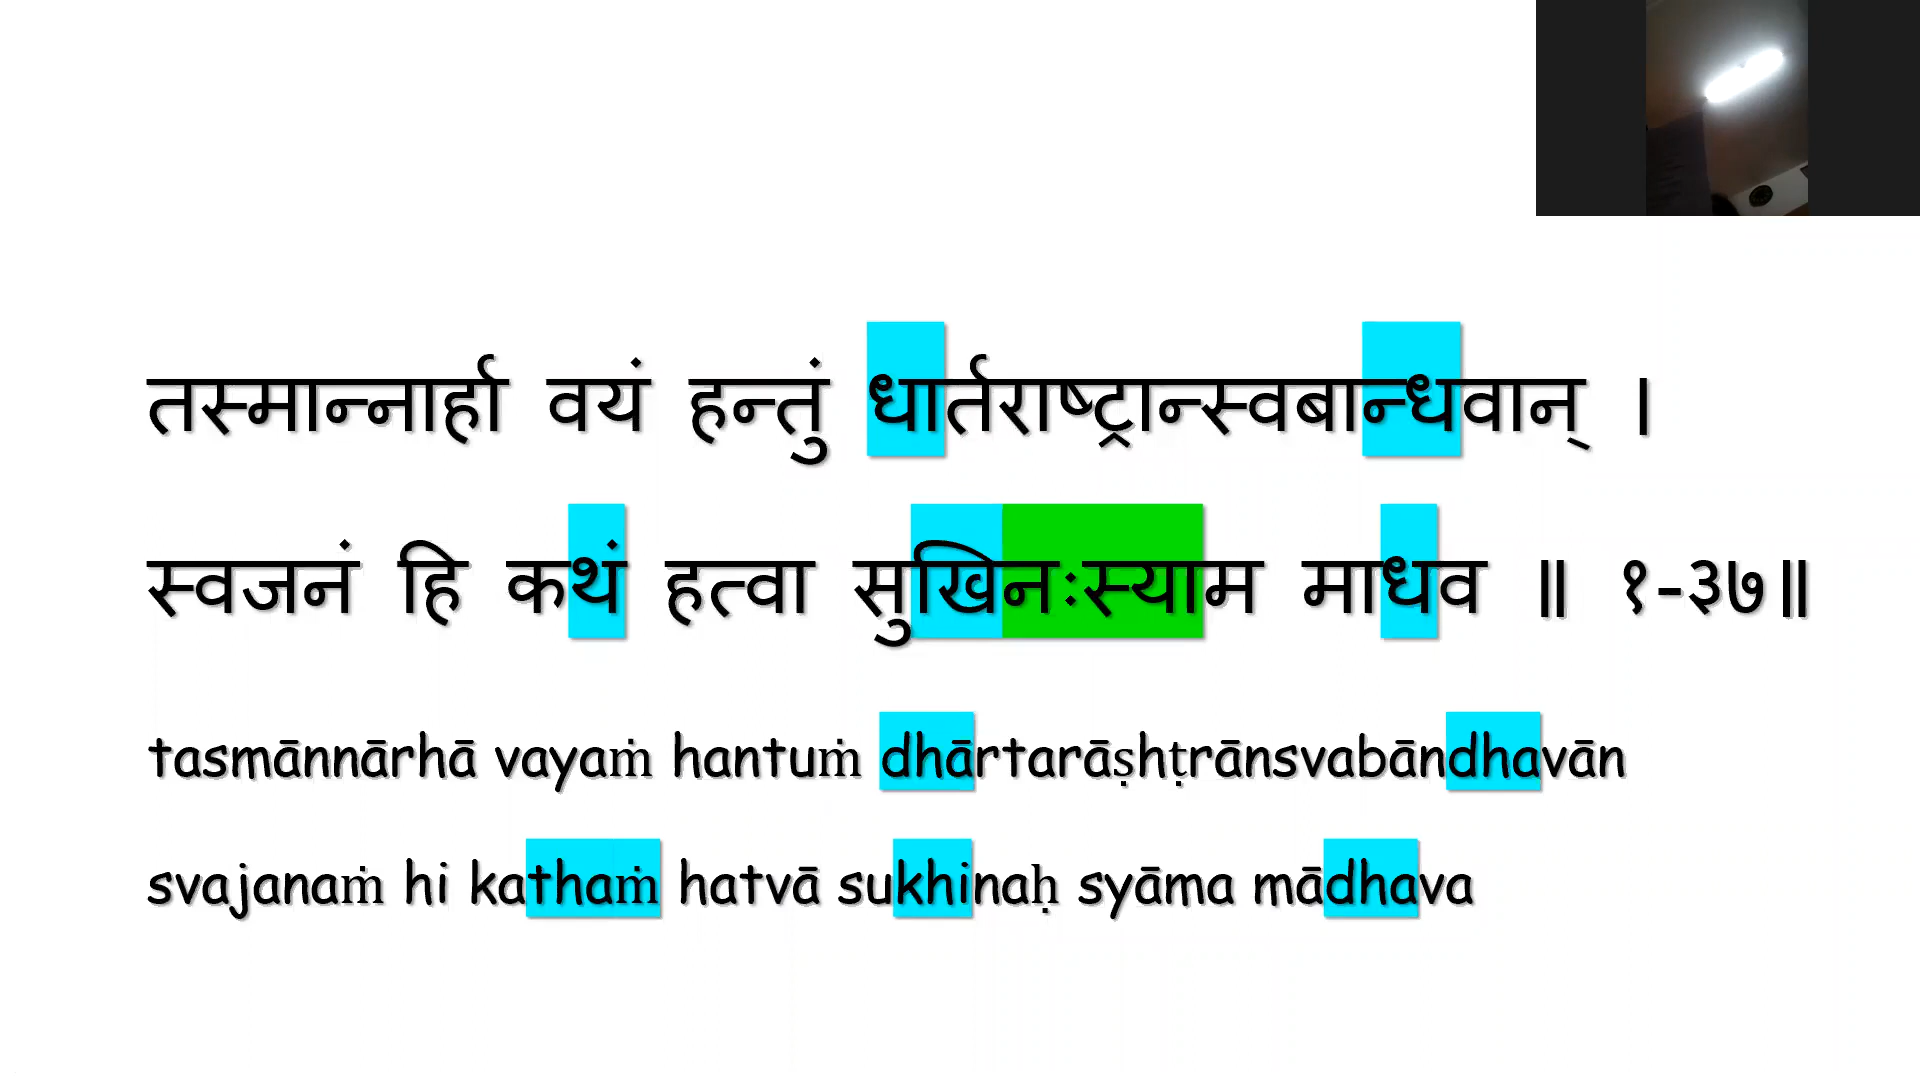 तस्मान्नार्हा वयं हन्तुं धार्तराष्ट्रान्स्वबान्धवान् ।
स्वजनं हि कथं हत्वा सुखिनःस्याम माधव ॥ १-३७॥
tasmānnārhā vayaṁ hantuṁ dhārtarāṣhṭrānsvabāndhavān
svajanaṁ hi kathaṁ hatvā sukhinaḥ syāma mādhava